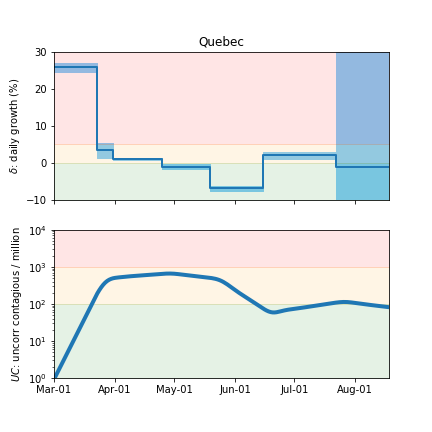 Quebec
δ: daily growth (%)
30
20
10
0
−10
UC: uncorr contagious / million
10⁴
10³
10²
10¹
10⁰
Mar-01 Apr-01 May-01 Jun-01 Jul-01 Aug-01